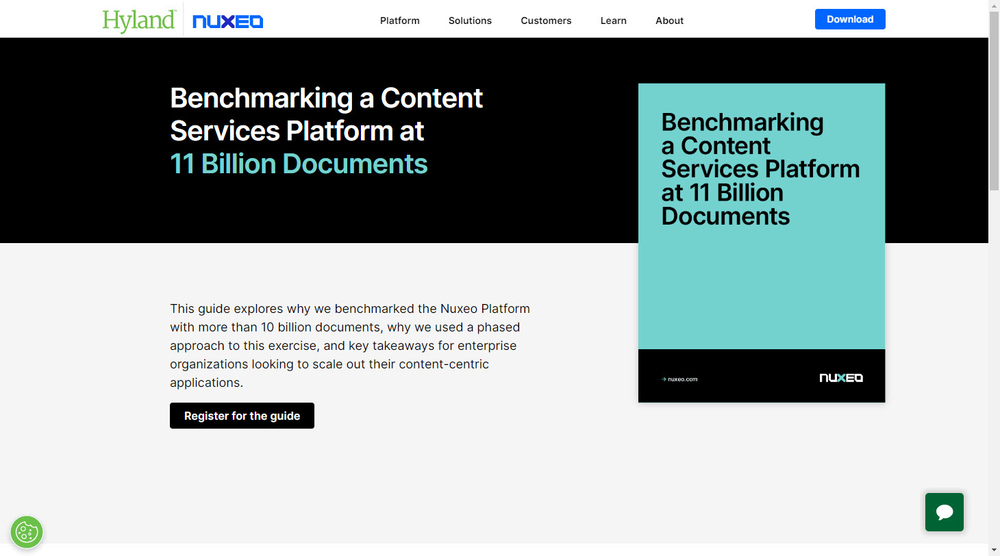 Hyland
nuxeo
Platform
Solutions
Customers
Learn
About
Download
Benchmarking a Content
Services Platform at
11 Billion Documents
Benchmarking
a Content
Services Platform
at 11 Billion
Documents
This guide explores why we benchmarked the Nuxeo Platform
with more than 10 billion documents, why we used a phased
approach to this exercise, and key takeaways for enterprise
organizations looking to scale out their content-centric
applications.
Register for the guide
→ nuxeo.com
nuxeo